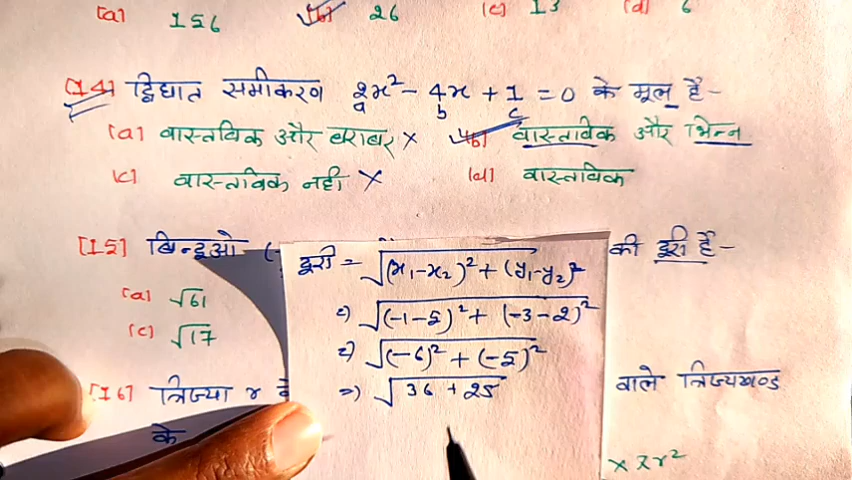 [a] 156 [b] 26 [c] 13 [d] 6
[14] द्विघात समीकरण 2x² - 4x + 1 = 0 के मूल है -
a b c
[a] वास्तविक और बराबर × [b] वास्तविक और भिन्न
[c] वास्तविक नही × [d] वास्तविक
[15] बिन्दुओ (- की दूरी है -
[a] √61
[c] √17
दूरी = √(x₁-x₂)² + (y₁-y₂)²
=) √(-1-5)² + (-3-2)²
=) √(-6)² + (-5)²
=) √36 + 25
[16] त्रिज्या r वाले त्रिज्यखण्ड
के
× πr²